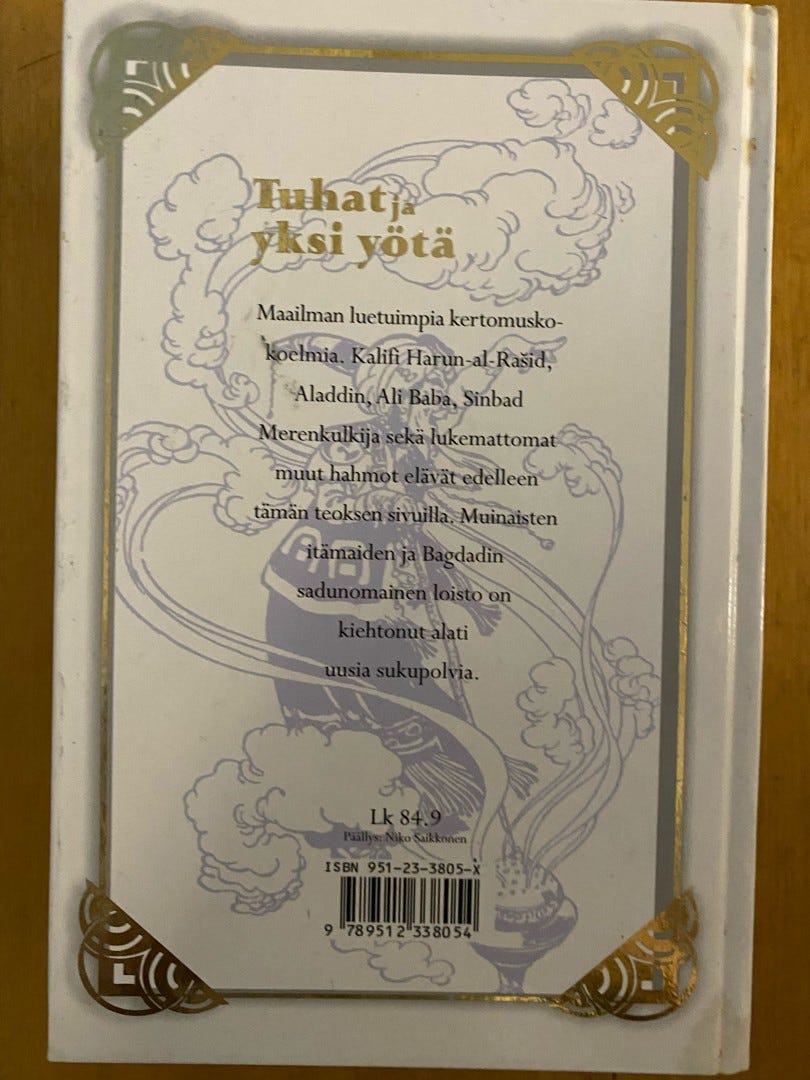 Tuhat ja
yksi yötä
Maailman luetuimpia kertomusko-
koelmia. Kalifi Harun-al-Rašid,
Aladdin, Ali Baba, Sinbad
Merenkulkija sekä lukemattomat
muut hahmot elävät edelleen
tämän teoksen sivuilla. Muinaisten
itämaiden ja Bagdadin
sadunomainen loisto on
kiehtonut alati
uusia sukupolvia.
Lk 84.9
Päällys: Niko Saikkonen
ISBN 951-23-3805-X
9 789512 338054